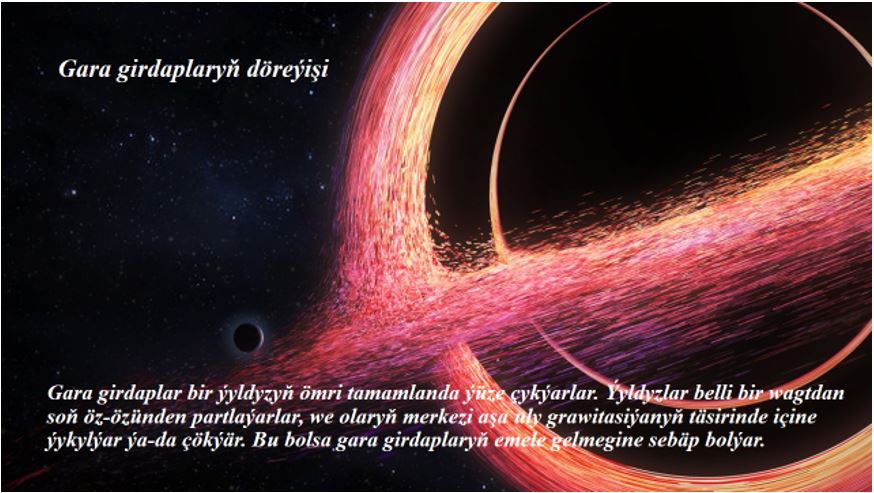 Gara girdaplaryň döreýişi
Gara girdaplar bir ýyldyzyň ömri tamamlanda ýüze çykýarlar. Ýyldyzlar belli bir wagtdan
soň öz-özünden partlaýarlar, we olaryň merkezi aşa uly grawitasiýanyň täsirinde içine
ýykylýar ýa-da çökýär. Bu bolsa gara girdaplaryň emele gelmegine sebäp bolýar.